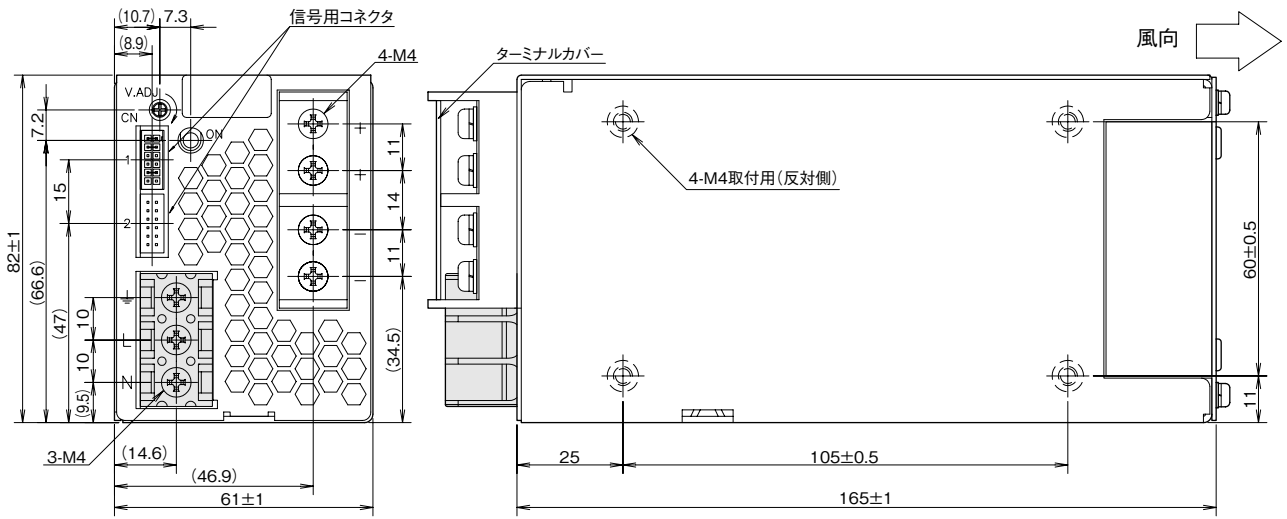 (10.7)
7.3
信号用コネクタ
(8.9)
4-M4
ターミナルカバー
風向
V.ADJ
CN
ON
7.2
+
11
1
+
4-M4取付用(反対側)
15
14
2
−
82±1
(66.6)
11
60±0.5
(47)
−
10
L
(34.5)
10
N
(9.5)
11
3-M4
(14.6)
25
105±0.5
(46.9)
61±1
165±1